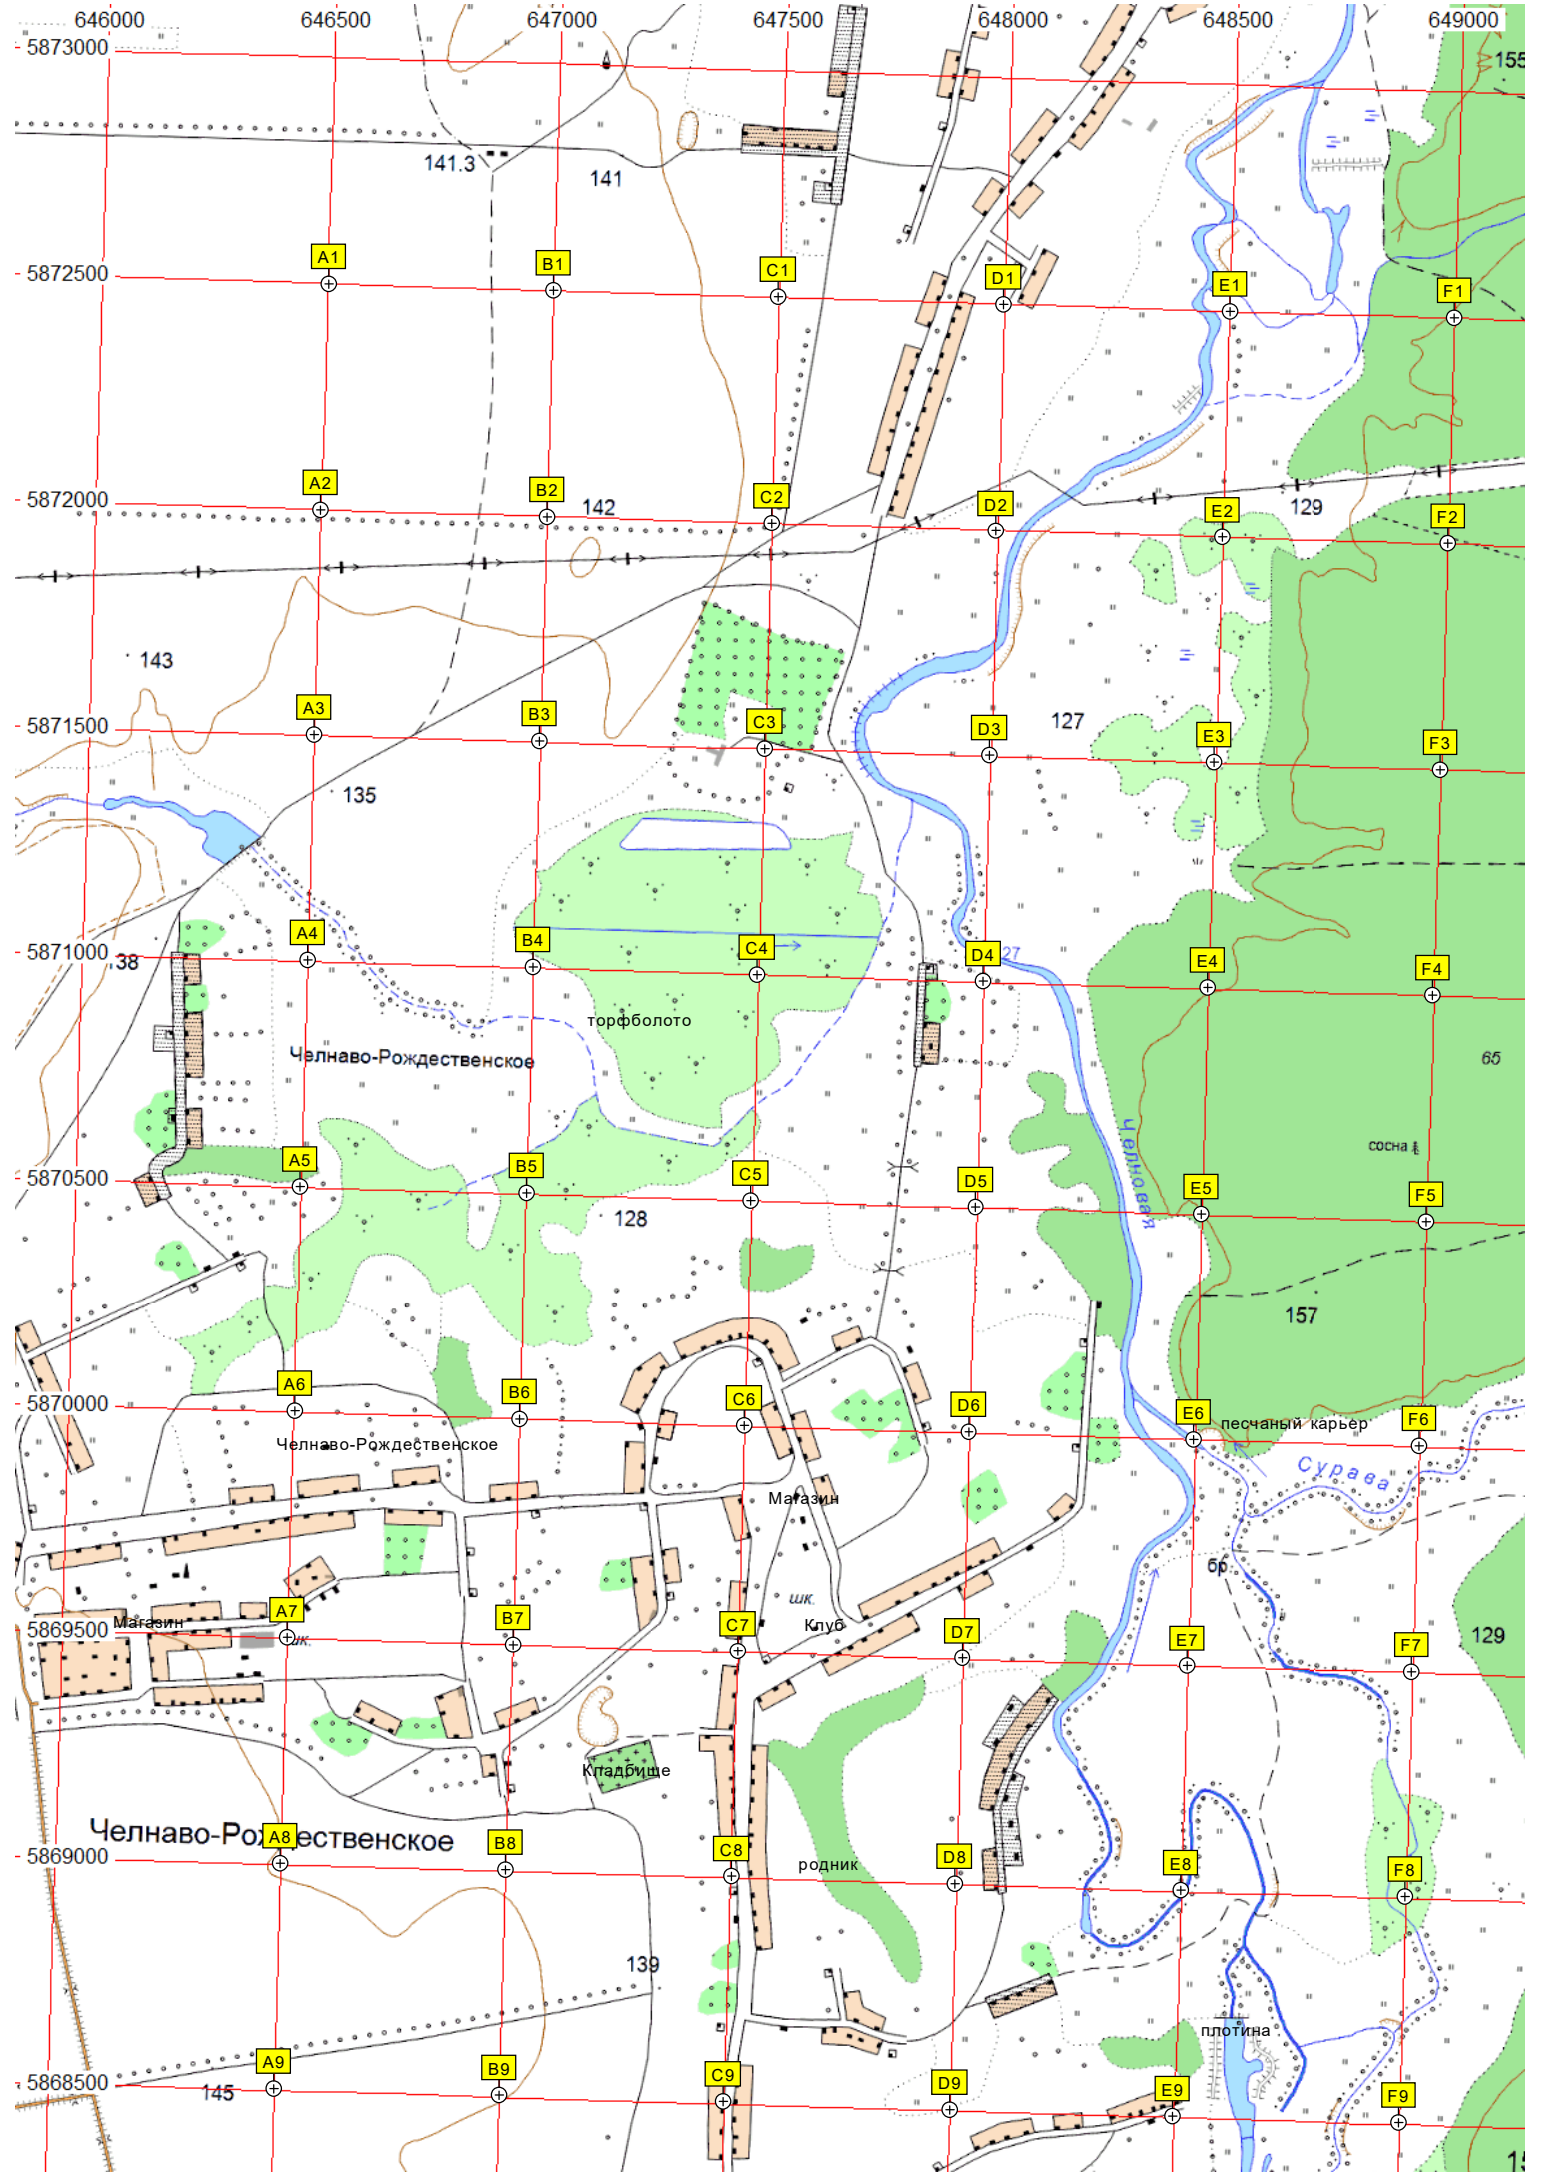 646000 646500 647000 647500 648000 648500 649000
5873000
155
141.3
141
A1 B1 C1 D1 E1 F1
5872500
A2 B2 C2 D2 E2 F2
5872000
142
129
143
A3 B3 C3 D3 E3 F3
5871500
127
135
A4 B4 C4 D4 E4 F4
5871000
27
38
торфболото
Челнаво-Рождественское
65
сосна
Челновая
A5 B5 C5 D5 E5 F5
5870500
128
157
A6 B6 C6 D6 E6 F6
5870000
песчаный карьер
Челнаво-Рождественское
Сурава
Магазин
бр.
шк.
A7 B7 C7 D7 E7 F7
Магазин
Клуб
5869500
шк.
129
Кладбище
Челнаво-Рождественское
A8 B8 C8 D8 E8 F8
5869000
родник
139
плотина
A9 B9 C9 D9 E9 F9
5868500
145